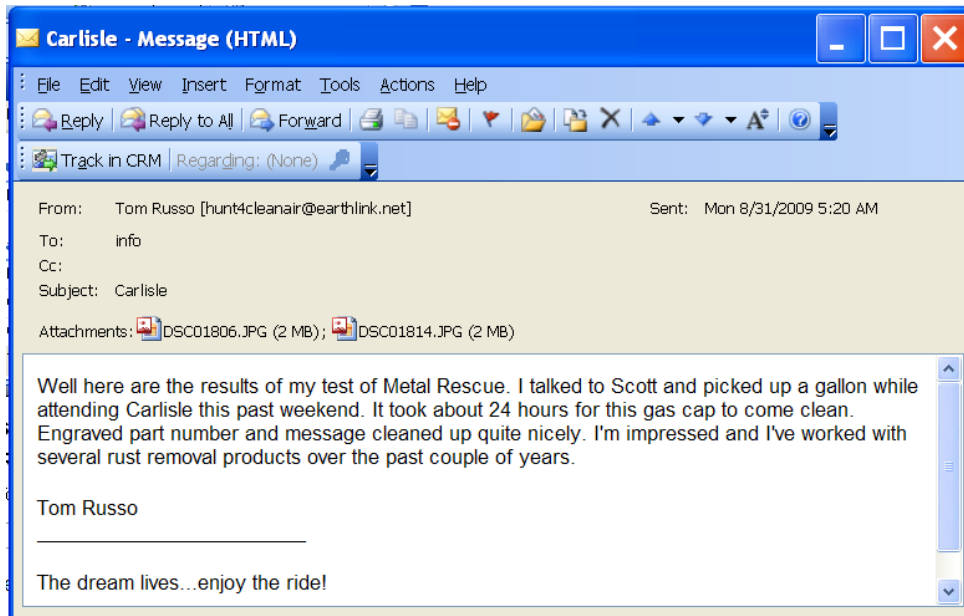 Carlisle - Message (HTML)
File Edit View Insert Format Tools Actions Help
Reply Reply to All Forward
Track in CRM Regarding: (None)
From: Tom Russo [hunt4cleanair@earthlink.net] Sent: Mon 8/31/2009 5:20 AM
To: info
Cc:
Subject: Carlisle
Attachments: DSC01806.JPG (2 MB); DSC01814.JPG (2 MB)
Well here are the results of my test of Metal Rescue. I talked to Scott and picked up a gallon while
attending Carlisle this past weekend. It took about 24 hours for this gas cap to come clean.
Engraved part number and message cleaned up quite nicely. I'm impressed and I've worked with
several rust removal products over the past couple of years.
Tom Russo
The dream lives...enjoy the ride!